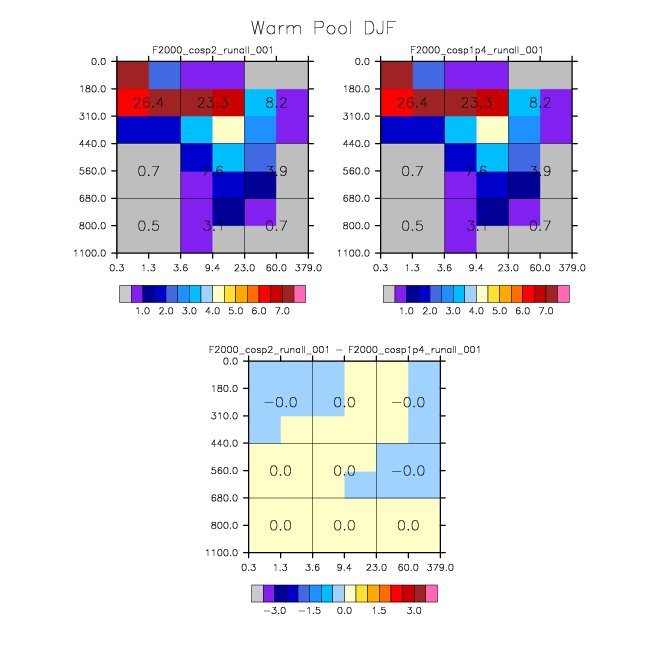 Warm Pool DJF
F2000_cosp2_runall_001 F2000_cosp1p4_runall_001
0.0 0.0
180.0 180.0
26.4 23.3 8.2 26.4 23.3 8.2
310.0 310.0
440.0 440.0
560.0 0.7 7.6 3.9 560.0 0.7 7.6 3.9
680.0 680.0
800.0 0.5 3.1 0.7 800.0 0.5 3.1 0.7
1100.0 1100.0
0.3 1.3 3.6 9.4 23.0 60.0 379.0 0.3 1.3 3.6 9.4 23.0 60.0 379.0
1.0 2.0 3.0 4.0 5.0 6.0 7.0 1.0 2.0 3.0 4.0 5.0 6.0 7.0
F2000_cosp2_runall_001 - F2000_cosp1p4_runall_001
0.0
180.0
-0.0 0.0 -0.0
310.0
440.0
560.0 0.0 0.0 -0.0
680.0
800.0 0.0 0.0 0.0
1100.0
0.3 1.3 3.6 9.4 23.0 60.0 379.0
-3.0 -1.5 0.0 1.5 3.0